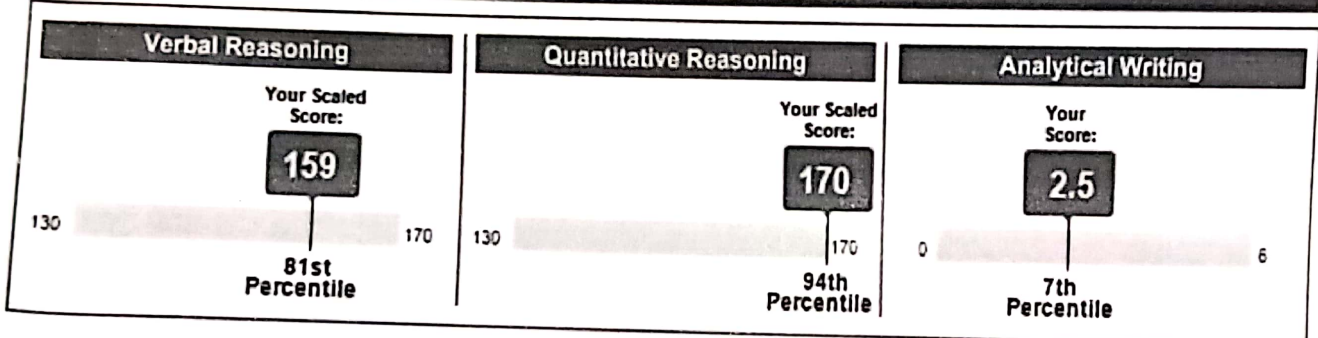 Verbal Reasoning
Your Scaled
Score:
159
130
170
81st
Percentile
Quantitative Reasoning
Your Scaled
Score:
170
130
170
94th
Percentile
Analytical Writing
Your
Score:
2.5
0
6
7th
Percentile